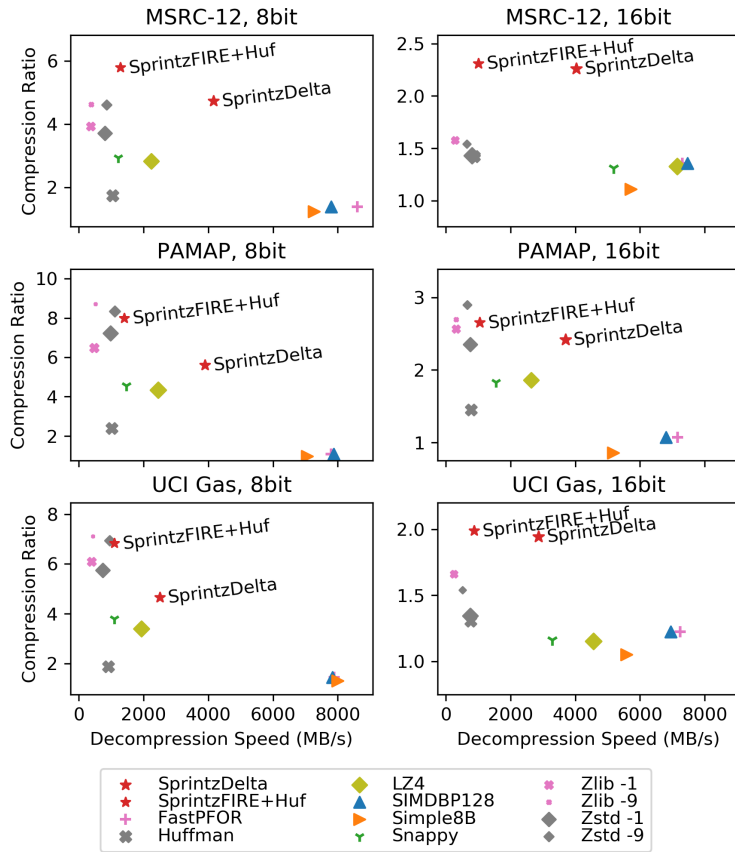 MSRC-12, 8bit
MSRC-12, 16bit
Compression Ratio
6
4
2
SprintzFIRE+Huf
SprintzDelta
2.5
2.0
1.5
1.0
SprintzFIRE+Huf
SprintzDelta
PAMAP, 8bit
PAMAP, 16bit
Compression Ratio
10
8
6
4
2
SprintzFIRE+Huf
SprintzDelta
3
2
1
SprintzFIRE+Huf
SprintzDelta
UCI Gas, 8bit
UCI Gas, 16bit
Compression Ratio
8
6
4
2
SprintzFIRE+Huf
SprintzDelta
2.0
1.5
1.0
SprintzFIRE+Huf
SprintzDelta
0 2000 4000 6000 8000
0 2000 4000 6000 8000
Decompression Speed (MB/s)
Decompression Speed (MB/s)
SprintzDelta
SprintzFIRE+Huf
FastPFOR
Huffman
LZ4
SIMDBP128
Simple8B
Snappy
Zlib -1
Zlib -9
Zstd -1
Zstd -9